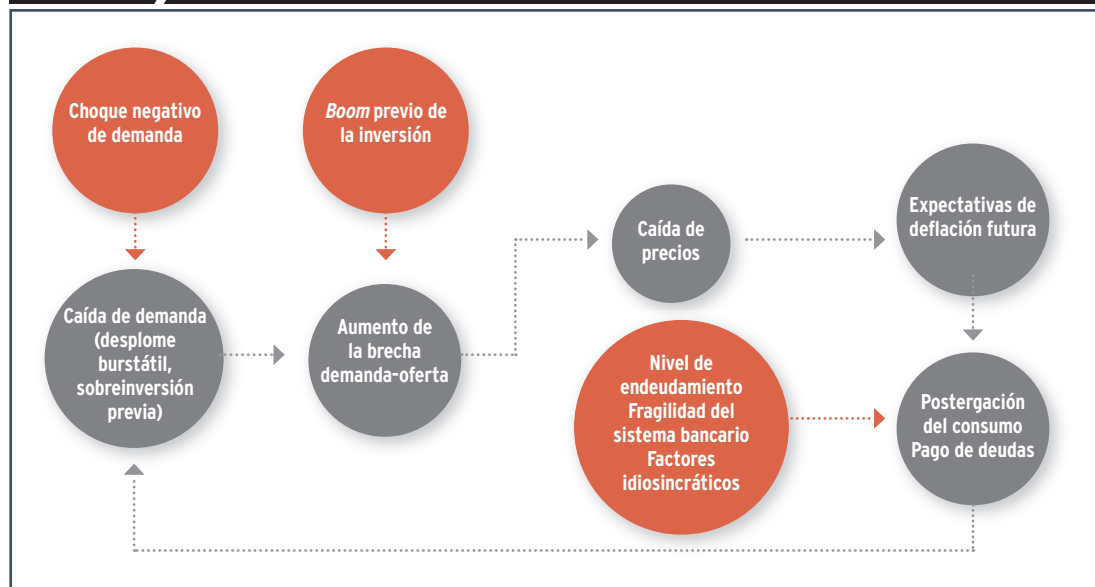 Choque negativo
de demanda
Boom previo de
la inversión
Caída de demanda
(desplome
burstátil,
sobreinversión
previa)
Aumento de
la brecha
demanda-oferta
Caída de
precios
Expectativas de
deflación futura
Nivel de
endeudamiento
Fragilidad del
sistema bancario
Factores
idiosincráticos
Postergación
del consumo
Pago de deudas